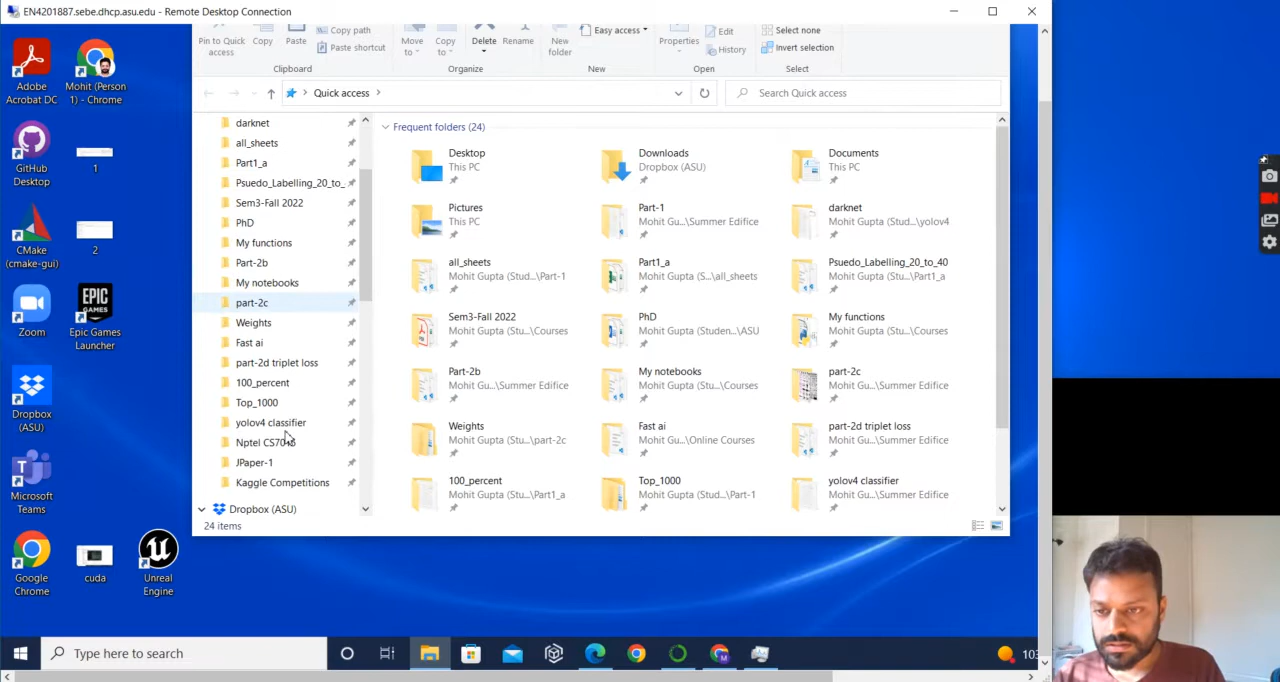 EN4201887.sebe.dhcp.asu.edu - Remote Desktop Connection
Adobe
Acrobat DC
Mohit (Person
1) - Chrome
GitHub
Desktop
1
CMake
(cmake-gui)
2
Zoom
Epic Games
Launcher
EPIC
GAMES
Dropbox
(ASU)
Microsoft
Teams
Google
Chrome
cuda
Unreal
Engine
Pin to Quick
access
Copy
Paste
Copy path
Paste shortcut
Clipboard
Move
to
Copy
to
Delete
Rename
Organize
New
folder
Easy access
New
Properties
Edit
History
Open
Select none
Invert selection
Select
Quick access
Search Quick access
darknet
all_sheets
Part1_a
Psuedo_Labelling_20_to_
Sem3-Fall 2022
PhD
My functions
Part-2b
My notebooks
part-2c
Weights
Fast ai
part-2d triplet loss
100_percent
Top_1000
yolov4 classifier
Nptel
JPaper-1
Kaggle Competitions
Dropbox (ASU)
24 items
Frequent folders (24)
Desktop
This PC
Downloads
Dropbox (ASU)
Documents
This PC
Pictures
This PC
Part-1
Mohit Gu...\Summer Edifice
darknet
Mohit Gupta (Stud...\yolov4
all_sheets
Mohit Gupta (Stud...\Part-1
Part1_a
Mohit Gupta (S...\all_sheets
Psuedo_Labelling_20_to_40
Mohit Gupta (Stu...\Part1_a
Sem3-Fall 2022
Mohit Gupta (Stu...\Courses
PhD
Mohit Gupta (Studen...\ASU
My functions
Mohit Gupta (Stu...\Courses
Part-2b
Mohit Gu...\Summer Edifice
My notebooks
Mohit Gupta (Stu...\Courses
part-2c
Mohit Gu...\Summer Edifice
Weights
Mohit Gupta (Stu...\part-2c
Fast ai
Mohit G...\Online Courses
part-2d triplet loss
Mohit Gu...\Summer Edifice
100_percent
Mohit Gupta (Stu...\Part1_a
Top_1000
Mohit Gupta (Stud...\Part-1
yolov4 classifier
Mohit Gu...\Summer Edifice
Type here to search
103